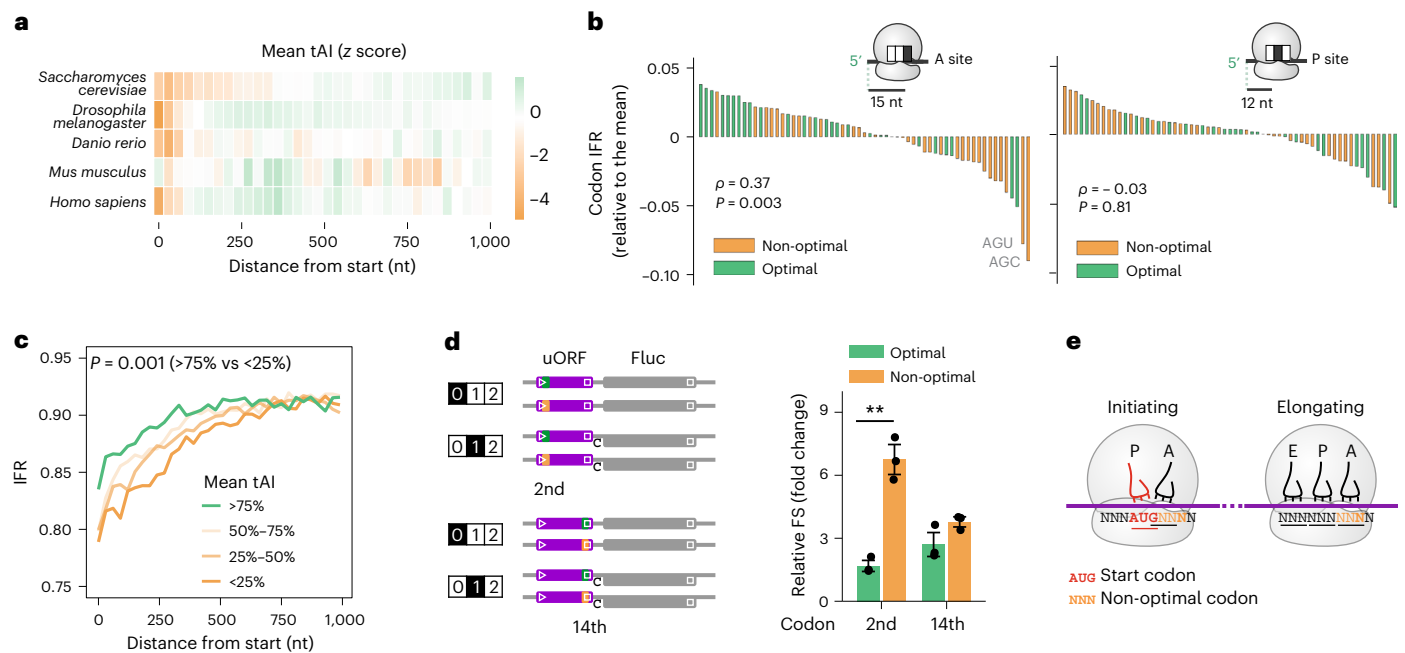 a
Mean tAI (z score)
Saccharomyces
cerevisiae
Drosophila
melanogaster
Danio rerio
Mus musculus
Homo sapiens
0
−2
−4
0 250 500 750 1,000
Distance from start (nt)
b
Codon IFR
(relative to the mean)
0.05
0
−0.05
−0.10
5′
A site
15 nt
ρ = 0.37
P = 0.003
Non-optimal
Optimal
AGU
AGC
5′
P site
12 nt
ρ = − 0.03
P = 0.81
Non-optimal
Optimal
c
P = 0.001 (>75% vs <25%)
IFR
0.95
0.90
0.85
0.80
0.75
Mean tAI
>75%
50%–75%
25%–50%
<25%
0 250 500 750 1,000
Distance from start (nt)
d
uORF Fluc
0 1 2
0 1 2
C
2nd
0 1 2
0 1 2
C
C
14th
Optimal
Non-optimal
Relative FS (fold change)
9
6
3
0
**
Codon 2nd 14th
e
Initiating Elongating
P A
E P A
NNNAUGNNNN
NNNNNNNNNN
AUG Start codon
NNN Non-optimal codon